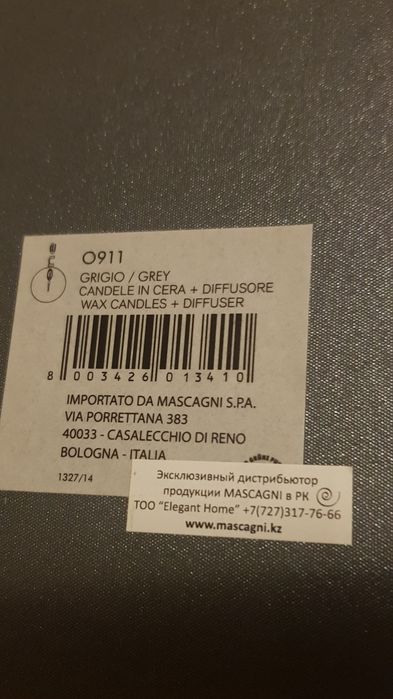 O911
GRIGIO / GREY
CANDELE IN CERA + DIFFUSORE
WAX CANDLES + DIFFUSER
8 003426 013410
IMPORTATO DA MASCAGNI S.P.A.
VIA PORRETTANA 383
40033 - CASALECCHIO DI RENO
BOLOGNA - ITALIA
1327/14
Эксклюзивный дистрибьютор
продукции MASCAGNI в РК
ТОО "Elegant Home" +7(727)317-76-66
www.mascagni.kz